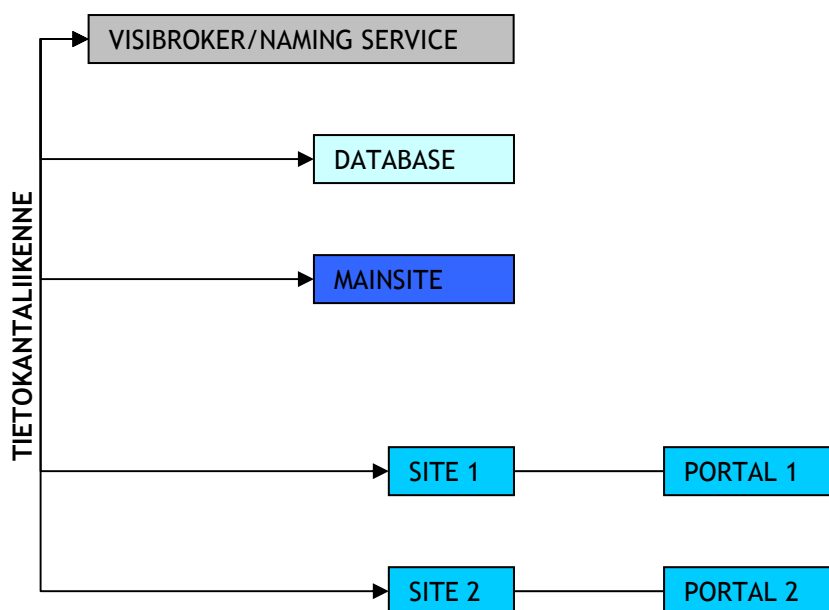 VISIBROKER/NAMING SERVICE
DATABASE
TIETOKANTALIIKENNE
MAINSITE
SITE 1
PORTAL 1
SITE 2
PORTAL 2